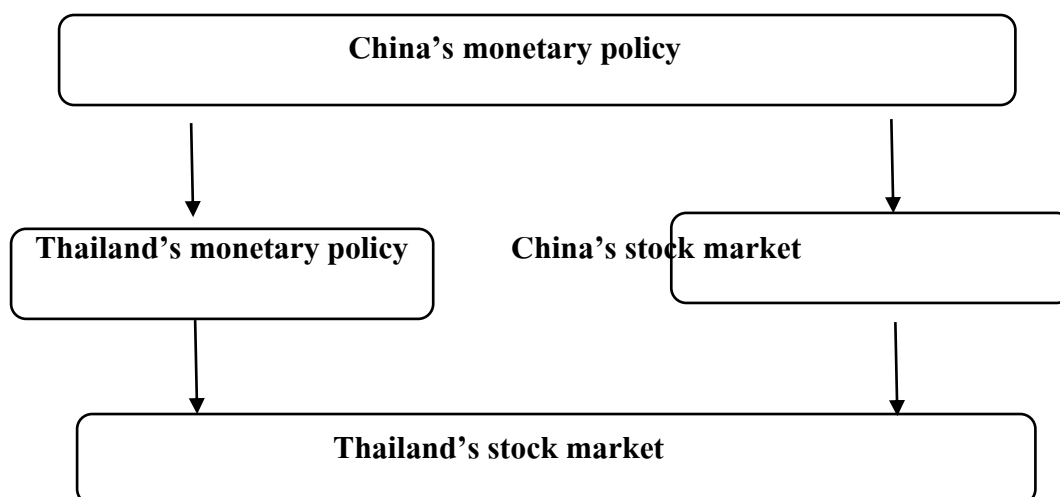 China’s monetary policy
Thailand’s monetary policy
China’s stock market
Thailand’s stock market